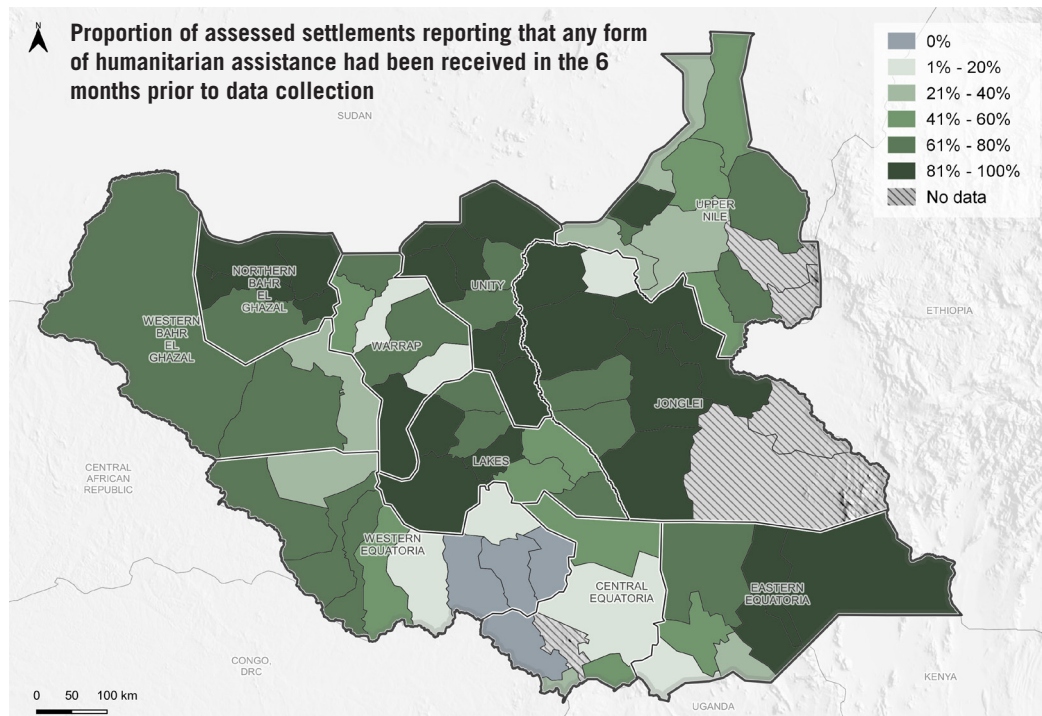 N
Proportion of assessed settlements reporting that any form
of humanitarian assistance had been received in the 6
months prior to data collection
0%
1% - 20%
21% - 40%
41% - 60%
61% - 80%
81% - 100%
No data
SUDAN
UPPER
NILE
NORTHERN
BAHR
EL
GHAZAL
UNITY
WESTERN
BAHR
EL
GHAZAL
ETHIOPIA
WARRAP
JONGLEI
LAKES
CENTRAL
AFRICAN
REPUBLIC
WESTERN
EQUATORIA
CENTRAL
EQUATORIA
EASTERN
EQUATORIA
CONGO,
DRC
KENYA
UGANDA
0 50 100 km